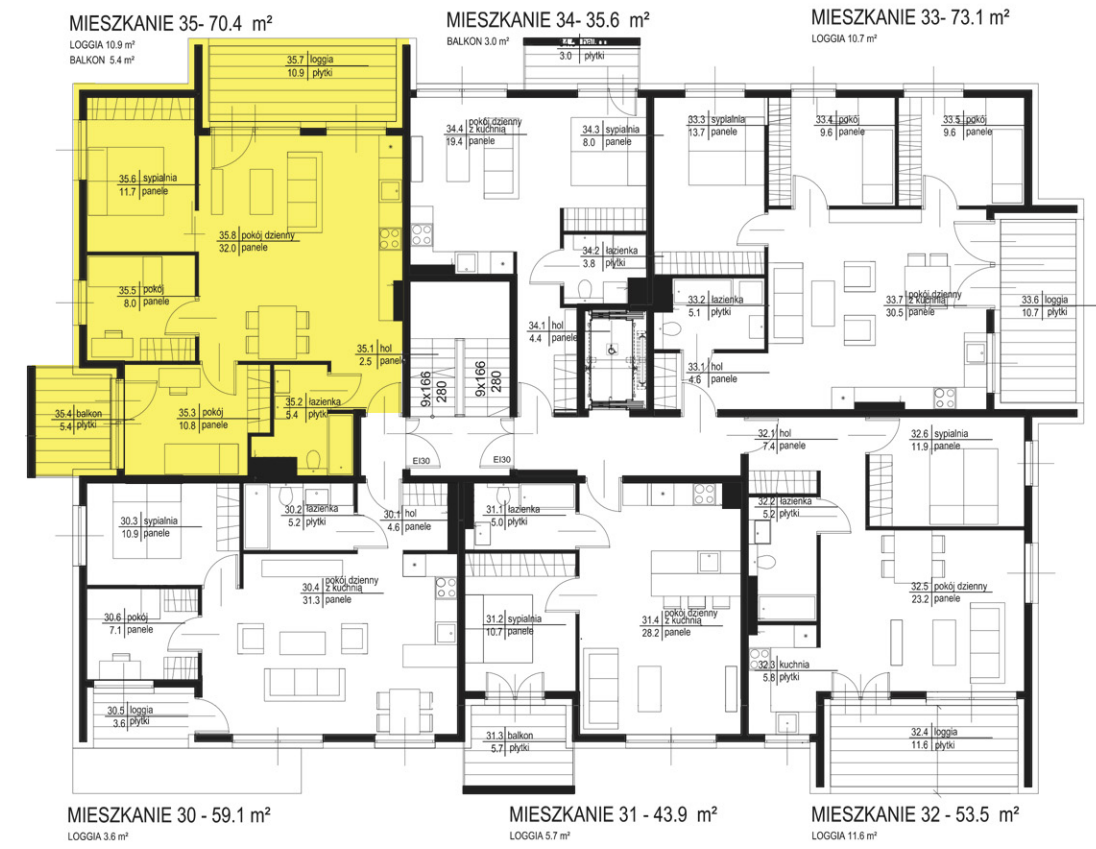 MIESZKANIE 35- 70.4 m²
LOGGIA 10.9 m²
BALKON 5.4 m²
MIESZKANIE 34- 35.6 m²
BALKON 3.0 m²
MIESZKANIE 33- 73.1 m²
LOGGIA 10.7 m²
35.7 loggia
10.9 płytki
3.0 płytki
35.6 sypialnia
11.7 panele
34.4 pokój dzienny
z kuchnią
19.4 panele
34.3 sypialnia
8.0 panele
33.3 sypialnia
13.7 panele
33.4 pokój
9.6 panele
33.5 pokój
9.6 panele
35.8 pokój dzienny
32.0 panele
34.2 łazienka
3.8 płytki
35.5 pokój
8.0 panele
33.2 łazienka
5.1 płytki
33.7 pokój dzienny
z kuchnią
30.5 panele
33.6 loggia
10.7 płytki
34.1 hol
4.4 panele
35.1 hol
2.5 panele
33.1 hol
4.6 panele
9x166
280
9x166
280
35.4 balkon
5.4 płytki
35.3 pokój
10.8 panele
35.2 łazienka
5.4 płytki
EI30
EI30
32.1 hol
7.4 panele
32.6 sypialnia
11.9 panele
30.3 sypialnia
10.9 panele
30.2 łazienka
5.2 płytki
30.1 hol
4.6 panele
31.1 łazienka
5.0 płytki
32.2 łazienka
5.2 płytki
30.4 pokój dzienny
z kuchnią
31.3 panele
32.5 pokój dzienny
23.2 panele
30.6 pokój
7.1 panele
31.2 sypialnia
10.7 panele
31.4 pokój dzienny
z kuchnią
28.2 panele
32.3 kuchnia
5.8 płytki
30.5 loggia
3.6 płytki
31.3 balkon
5.7 płytki
32.4 loggia
11.6 płytki
MIESZKANIE 30 - 59.1 m²
LOGGIA 3.6 m²
MIESZKANIE 31 - 43.9 m²
LOGGIA 5.7 m²
MIESZKANIE 32 - 53.5 m²
LOGGIA 11.6 m²